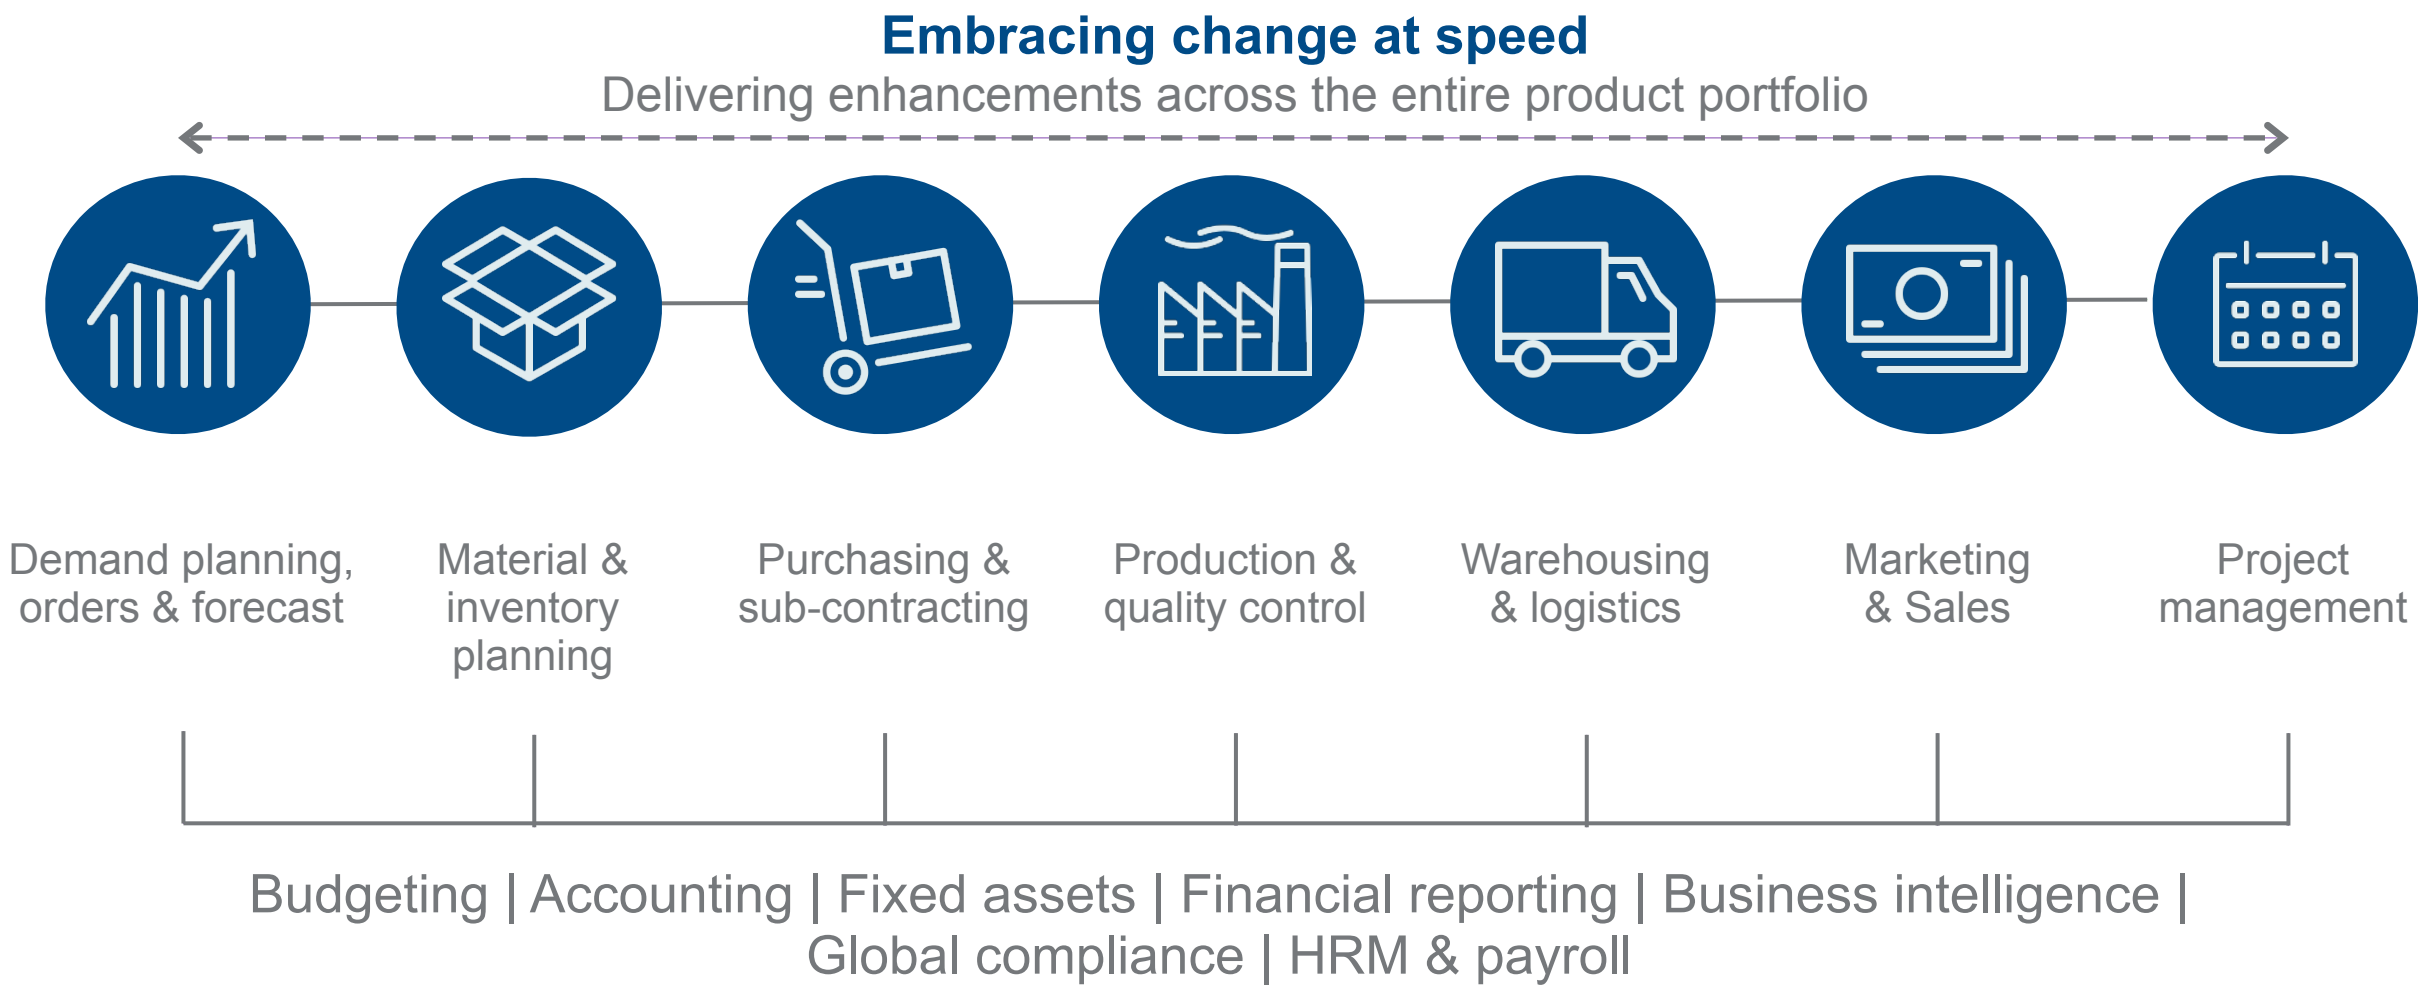 Embracing change at speed
Delivering enhancements across the entire product portfolio
Demand planning,
orders & forecast
Material &
inventory
planning
Purchasing &
sub-contracting
Production &
quality control
Warehousing
& logistics
Marketing
& Sales
Project
management
Budgeting | Accounting | Fixed assets | Financial reporting | Business intelligence |
Global compliance | HRM & payroll